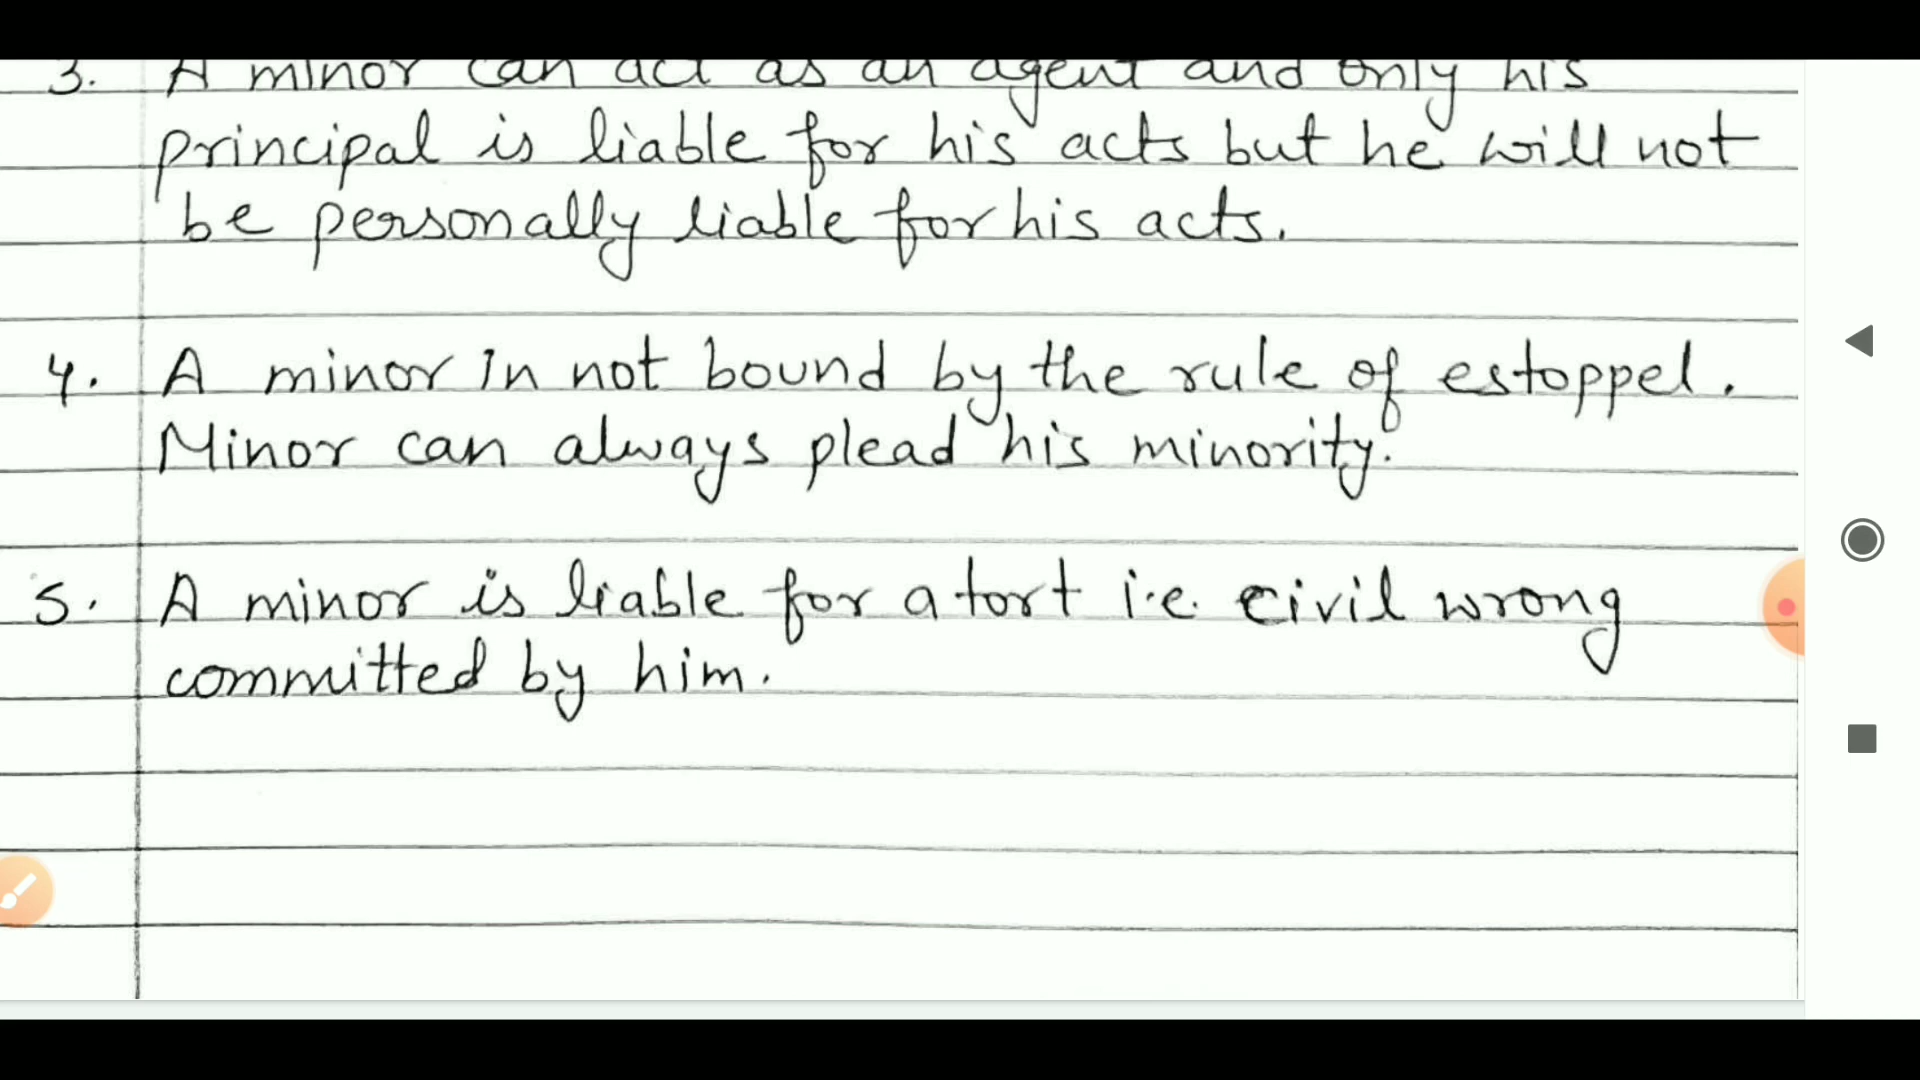 3. A minor can act as an agent and only his
principal is liable for his acts but he will not
be personally liable for his acts.
4. A minor In not bound by the rule of estoppel.
Minor can always plead his minority.
5. A minor is liable for a tort i.e. civil wrong
committed by him.